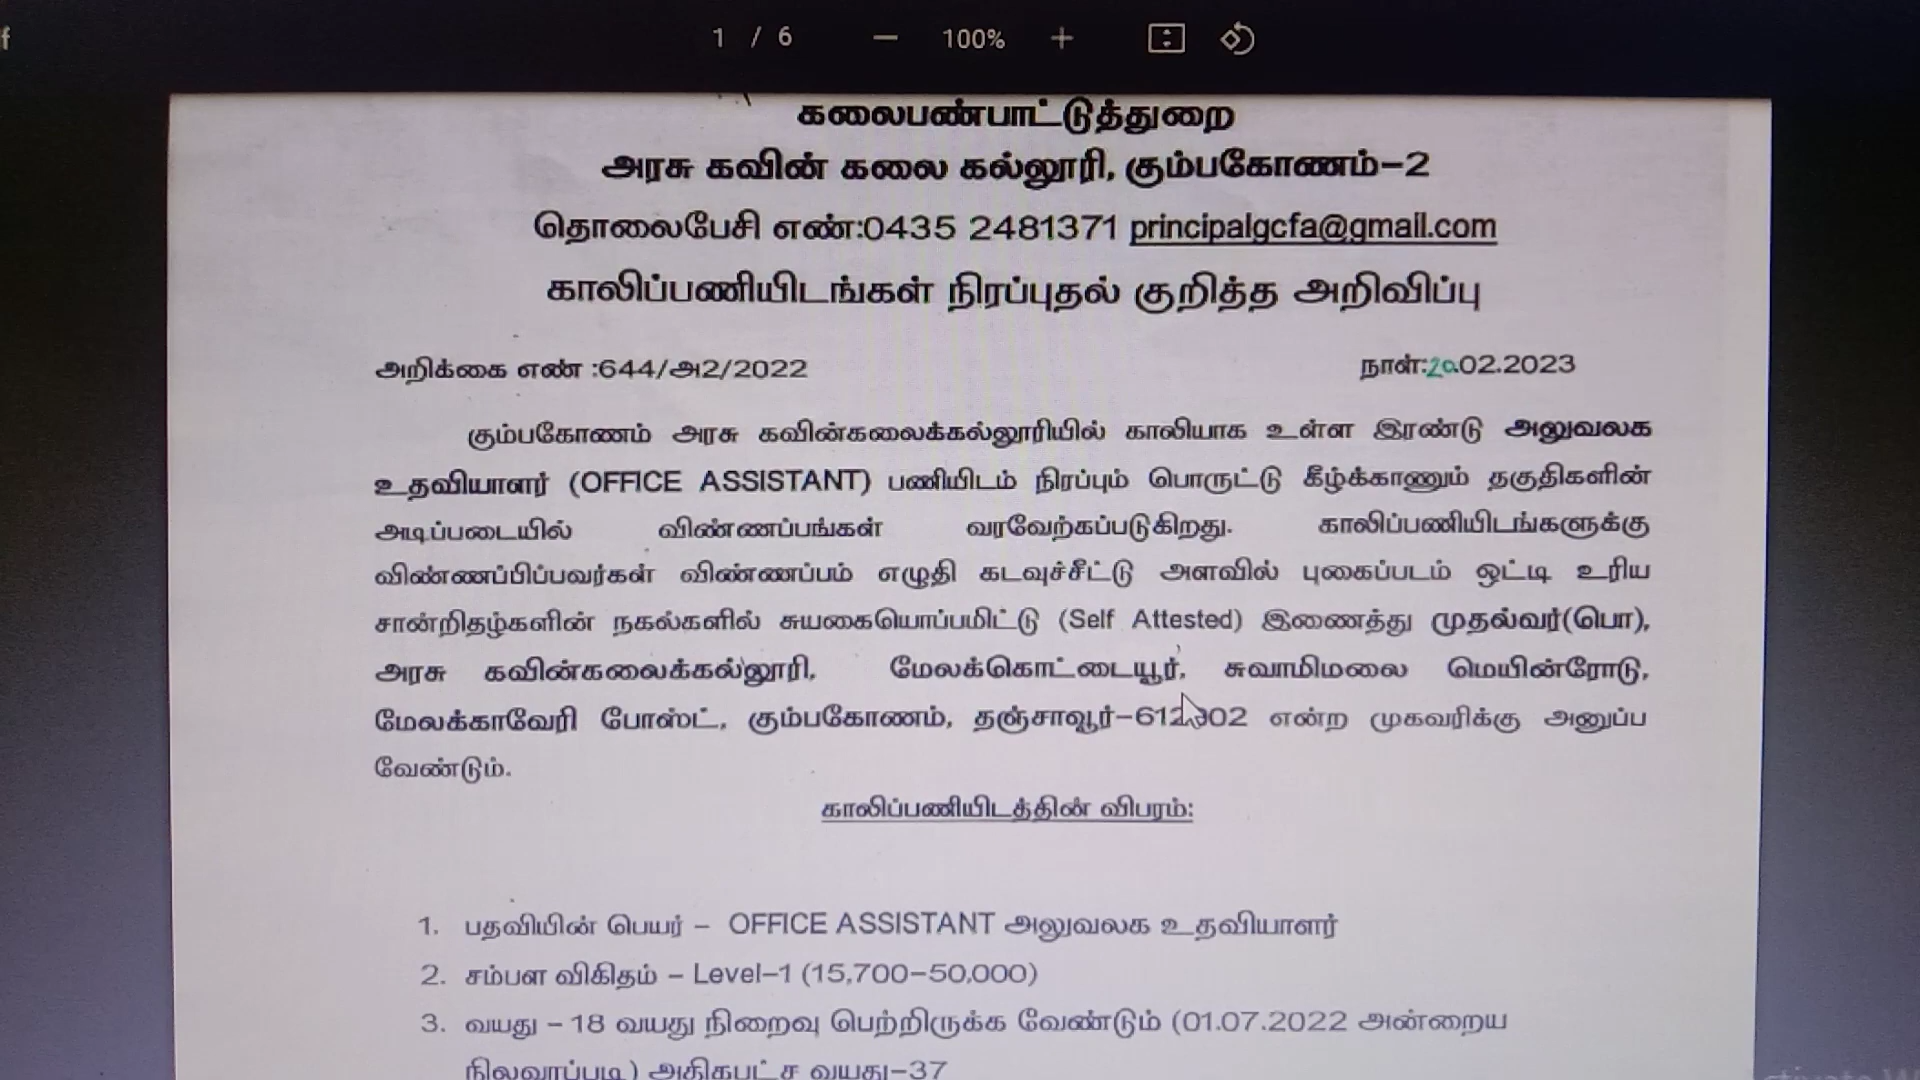 f
1 / 6 — 100% +
கலைபண்பாட்டுத்துறை
அரசு கவின் கலை கல்லூரி, கும்பகோணம்–2
தொலைபேசி எண்:0435 2481371 principalgcfa@gmail.com
காலிப்பணியிடங்கள் நிரப்புதல் குறித்த அறிவிப்பு
அறிக்கை எண் :644/அ2/2022 நாள்:20.02.2023
கும்பகோணம் அரசு கவின்கலைக்கல்லூரியில் காலியாக உள்ள இரண்டு அலுவலக
உதவியாளர் (OFFICE ASSISTANT) பணியிடம் நிரப்பும் பொருட்டு கீழ்க்காணும் தகுதிகளின்
அடிப்படையில் விண்ணப்பங்கள் வரவேற்கப்படுகிறது. காலிப்பணியிடங்களுக்கு
விண்ணப்பிப்பவர்கள் விண்ணப்பம் எழுதி கடவுச்சீட்டு அளவில் புகைப்படம் ஒட்டி உரிய
சான்றிதழ்களின் நகல்களில் சுயகையொப்பமிட்டு (Self Attested) இணைத்து முதல்வர்(பொ),
அரசு கவின்கலைக்கல்லூரி, மேலக்கொட்டையூர், சுவாமிமலை மெயின்ரோடு,
மேலக்காவேரி போஸ்ட், கும்பகோணம், தஞ்சாவூர்–612002 என்ற முகவரிக்கு அனுப்ப
வேண்டும்.
காலிப்பணியிடத்தின் விபரம்:
1. பதவியின் பெயர் – OFFICE ASSISTANT அலுவலக உதவியாளர்
2. சம்பள விகிதம் – Level–1 (15,700–50,000)
3. வயது – 18 வயது நிறைவு பெற்றிருக்க வேண்டும் (01.07.2022 அன்றைய
நிலவரப்படி) அதிகபட்ச வயது–37